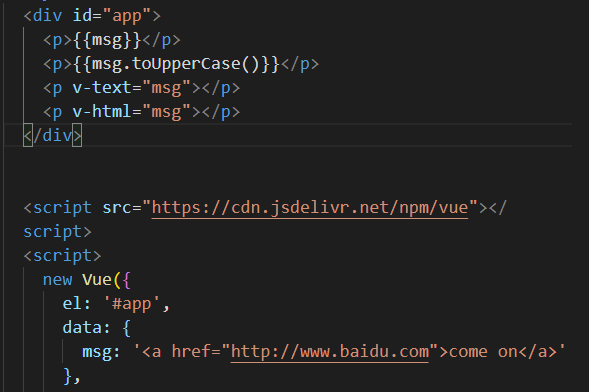 <div id="app">
  <p>{{msg}}</p>
  <p>{{msg.toUpperCase()}}</p>
  <p v-text="msg"></p>
  <p v-html="msg"></p>
</div>
<script src="https://cdn.jsdelivr.net/npm/vue"></
script>
<script>
  new Vue({
    el: '#app',
    data: {
      msg: '<a href="http://www.baidu.com">come on</a>'
    },